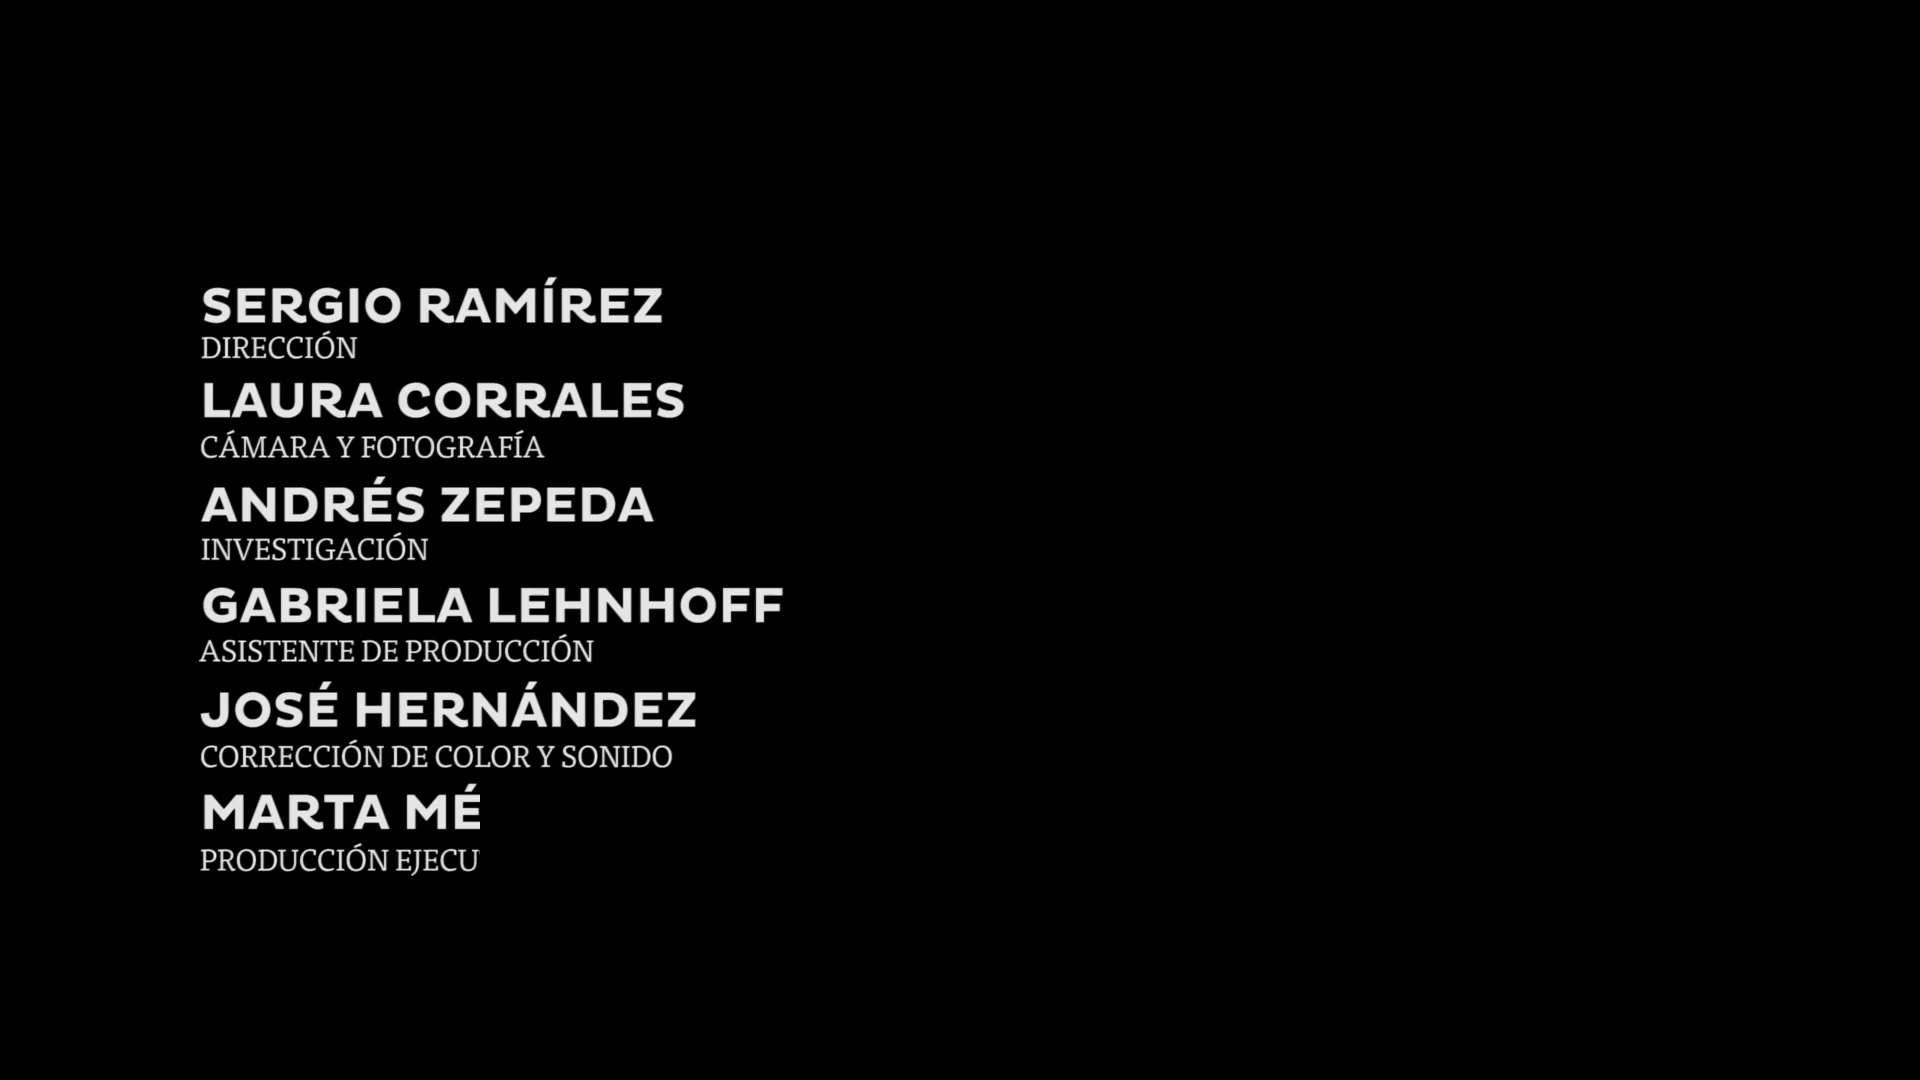 SERGIO RAMÍREZ
DIRECCIÓN
LAURA CORRALES
CÁMARA Y FOTOGRAFÍA
ANDRÉS ZEPEDA
INVESTIGACIÓN
GABRIELA LEHNHOFF
ASISTENTE DE PRODUCCIÓN
JOSÉ HERNÁNDEZ
CORRECCIÓN DE COLOR Y SONIDO
MARTA MÉ
PRODUCCIÓN EJECU